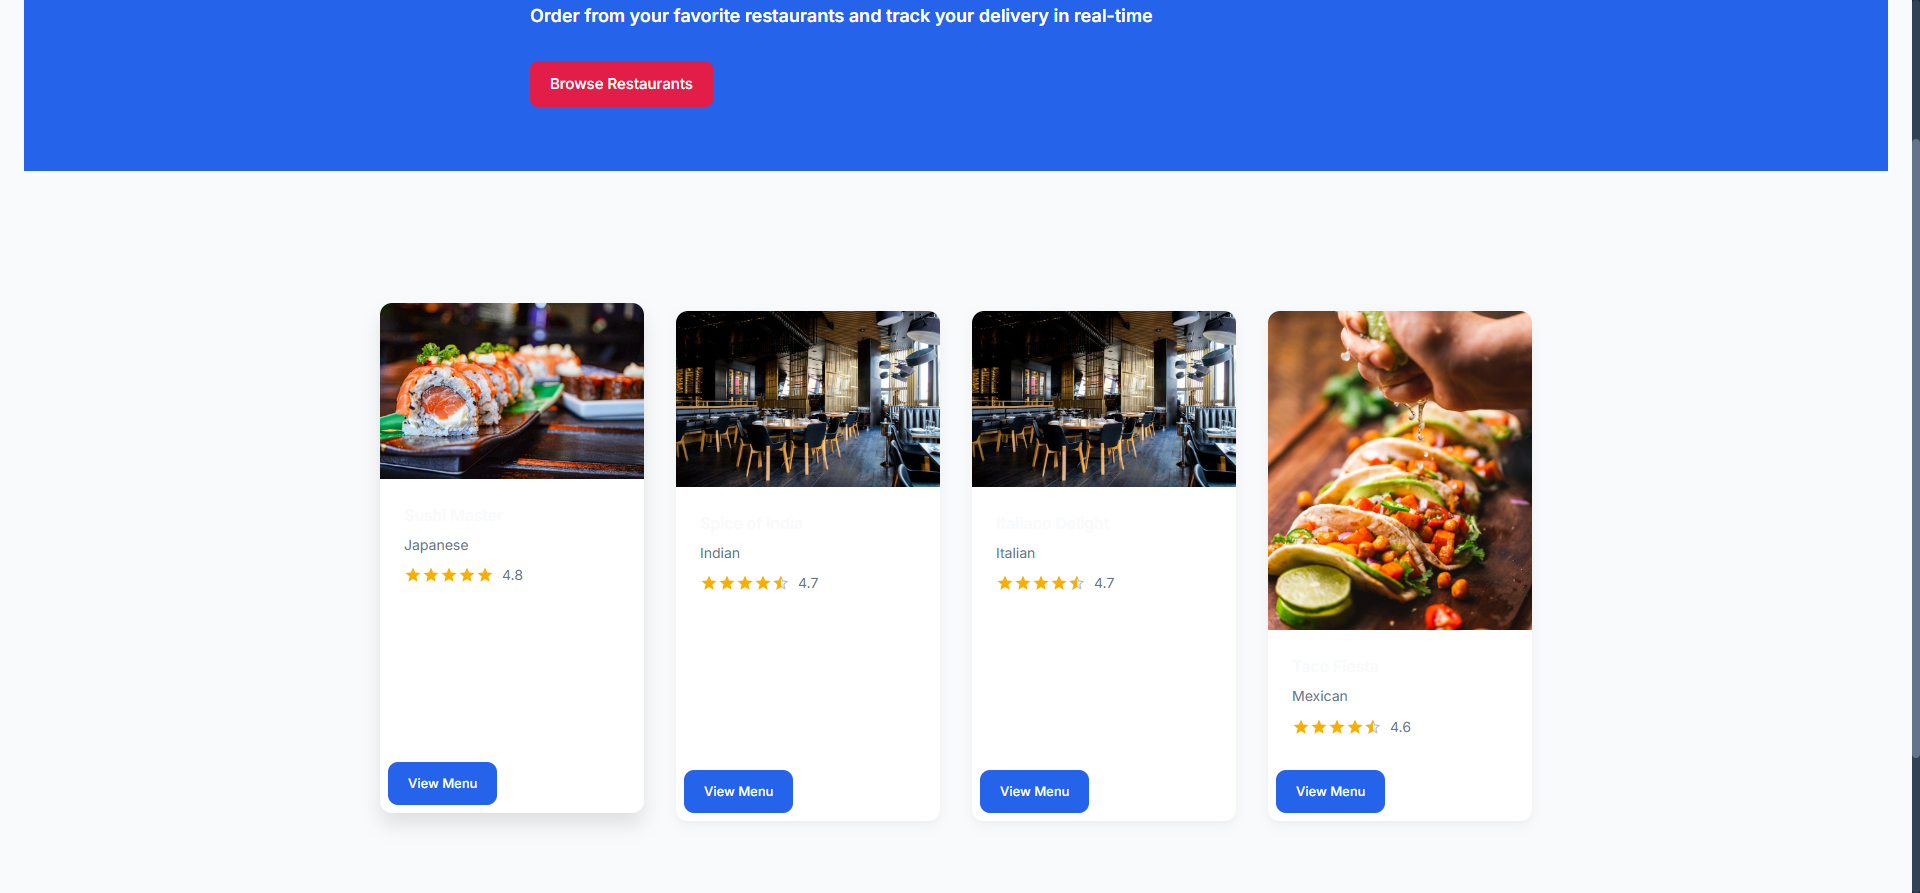 Order from your favorite restaurants and track your delivery in real-time
Browse Restaurants
Sushi Master
Japanese
4.8
View Menu
Spice of India
Indian
4.7
View Menu
Italiano Delight
Italian
4.7
View Menu
Taco Fiesta
Mexican
4.6
View Menu